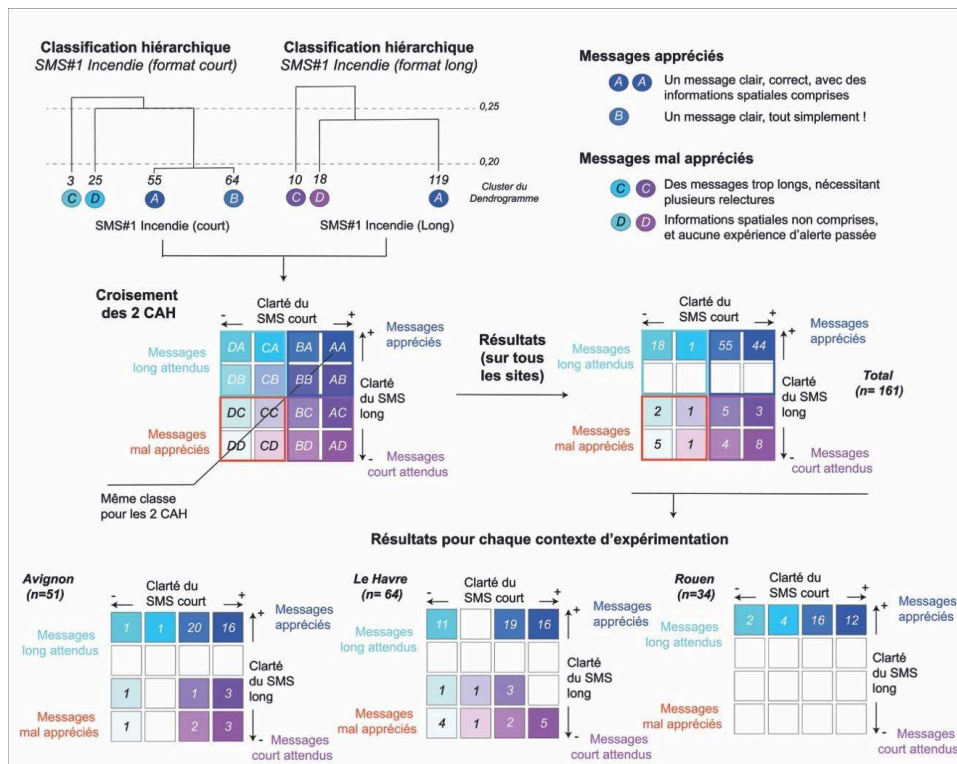 Classification hiérarchique
SMS#1 Incendie (format court)
Classification hiérarchique
SMS#1 Incendie (format long)
0,25
0,20
3 25 55 64
C D A B
10 18 119
C D A
Cluster du
Dendrogramme
SMS#1 Incendie (court)
SMS#1 Incendie (Long)
Messages appréciés
A A Un message clair, correct, avec des
informations spatiales comprises
B Un message clair, tout simplement !
Messages mal appréciés
C C Des messages trop longs, nécessitant
plusieurs relectures
D D Informations spatiales non comprises,
et aucune expérience d'alerte passée
Croisement
des 2 CAH
Clarté du
- SMS court +
Messages
long attendus
DA CA BA AA
DB CB BB AB
DC CC BC AC
DD CD BD AD
+
Messages
appréciés
Clarté
du SMS
long
-
Messages
mal appréciés
Messages
court attendus
Même classe
pour les 2 CAH
Résultats
(sur tous
les sites)
Clarté du
- SMS court +
18 1 55 44
2 1 5 3
5 1 4 8
+
Messages
appréciés
Clarté
du SMS
long
-
Messages
court attendus
Total
(n= 161)
Résultats pour chaque contexte d'expérimentation
Avignon
(n=51)
Clarté du
- SMS court +
Messages
long attendus
1 1 20 16
1 1 3
1 2 3
+
Messages
appréciés
Clarté
du SMS
long
-
Messages
mal appréciés
Messages
court attendus
Le Havre
(n= 64)
Clarté du
- SMS court +
Messages
long attendus
11 19 16
1 1 3
4 1 2 5
+
Messages
appréciés
Clarté
du SMS
long
-
Messages
mal appréciés
Messages
court attendus
Rouen
(n=34)
Clarté du
- SMS court +
Messages
long attendus
2 4 16 12
+
Messages
appréciés
Clarté
du SMS
long
-
Messages
mal appréciés
Messages
court attendus